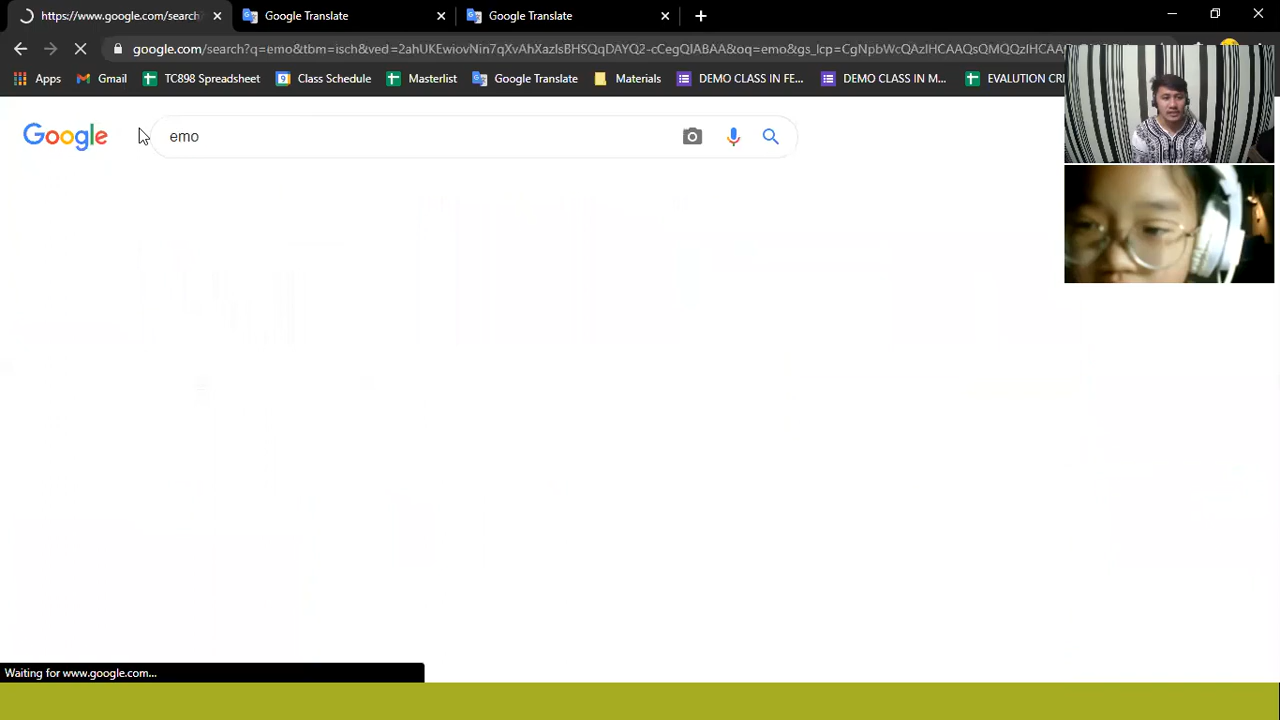 https://www.google.com/search?
Google Translate
Google Translate
google.com/search?q=emo&tbm=isch&ved=2ahUKEwiovNin7qXvAhXazIsBHSQqDAYQ2-cCegQIABAA&oq=emo&gs_lcp=CgNpbWcQAzIHCAAQsQMQQzIHCAA
Apps
Gmail
TC898 Spreadsheet
Class Schedule
Masterlist
Google Translate
Materials
DEMO CLASS IN FE...
DEMO CLASS IN M...
EVALUTION CRI
Google
emo
Waiting for www.google.com...